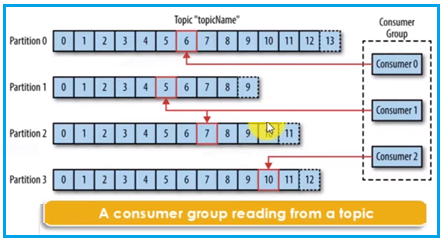 Topic "topicName"
Consumer
Group
Partition 0 0 1 2 3 4 5 6 7 8 9 10 11 12 13
Consumer 0
Partition 1 0 1 2 3 4 5 6 7 8 9
Consumer 1
Partition 2 0 1 2 3 4 5 6 7 8 9 10 11
Consumer 2
Partition 3 0 1 2 3 4 5 6 7 8 9 10 11 12
A consumer group reading from a topic